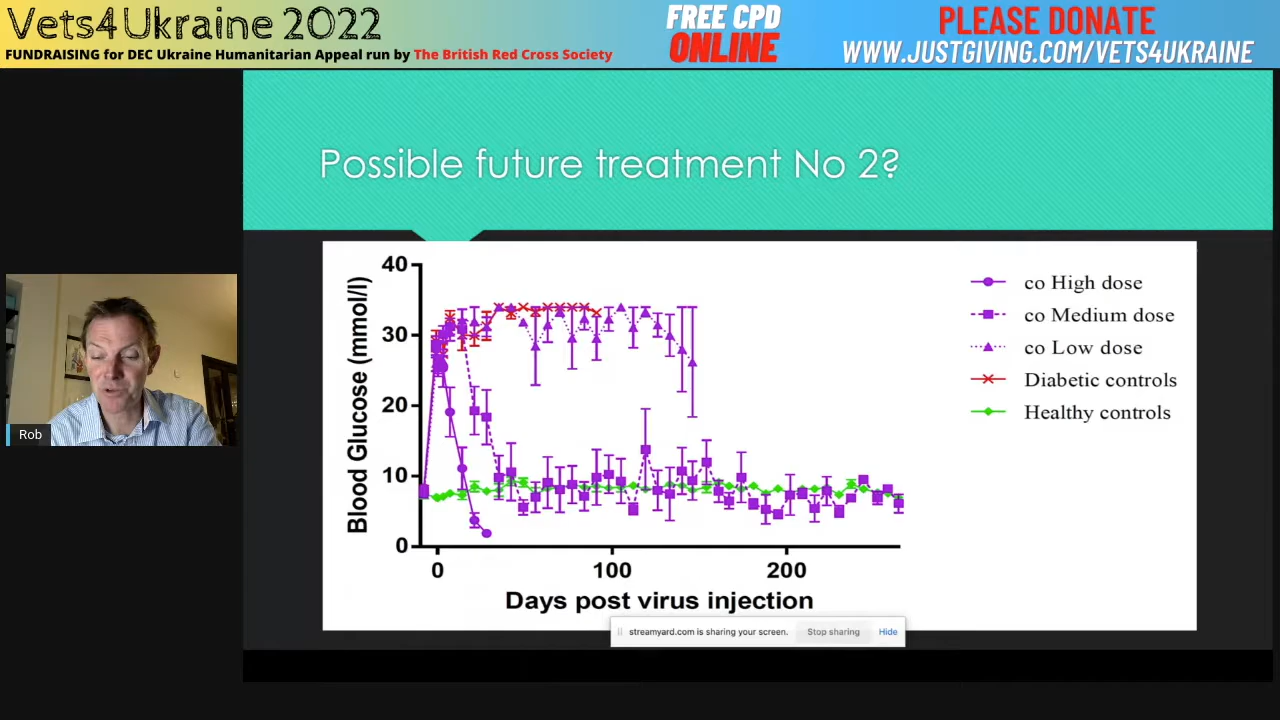 Vets4Ukraine 2022
FUNDRAISING for DEC Ukraine Humanitarian Appeal run by The British Red Cross Society
FREE CPD
ONLINE
PLEASE DONATE
WWW.JUSTGIVING.COM/VETS4UKRAINE
Possible future treatment No 2?
Blood Glucose (mmol/l)
40
30
20
10
0
0 100 200
Days post virus injection
co High dose
co Medium dose
co Low dose
Diabetic controls
Healthy controls
Rob
streamyard.com is sharing your screen. Stop sharing Hide